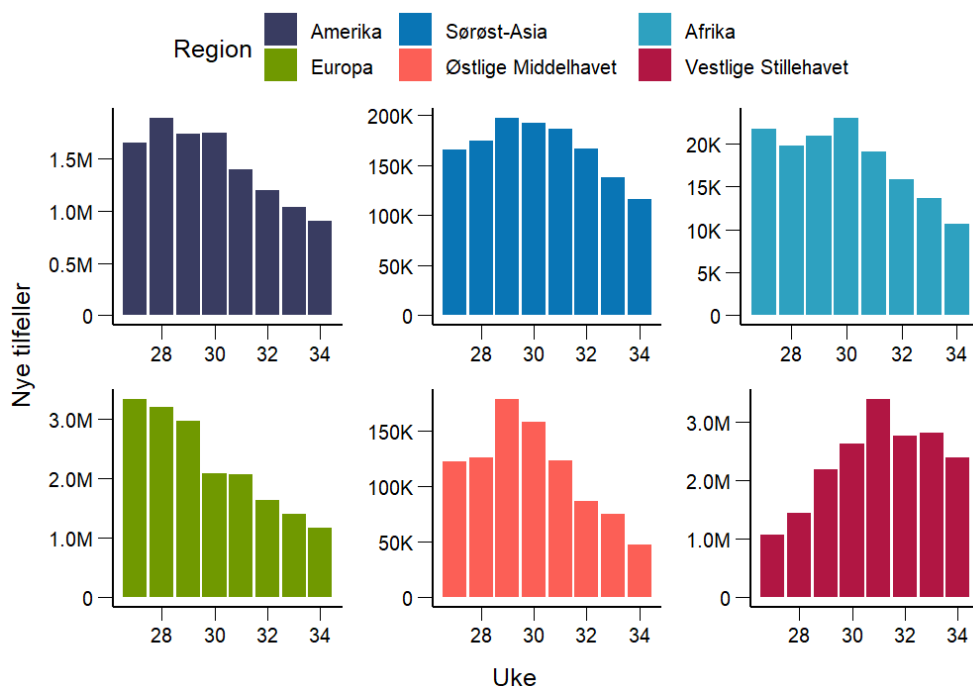 Region
Amerika
Sørøst-Asia
Afrika
Europa
Østlige Middelhavet
Vestlige Stillehavet
Nye tilfeller
1.5M
1.0M
0.5M
0
28 30 32 34
200K
150K
100K
50K
0
28 30 32 34
20K
15K
10K
5K
0
28 30 32 34
3.0M
2.0M
1.0M
0
28 30 32 34
150K
100K
50K
0
28 30 32 34
3.0M
2.0M
1.0M
0
28 30 32 34
Uke